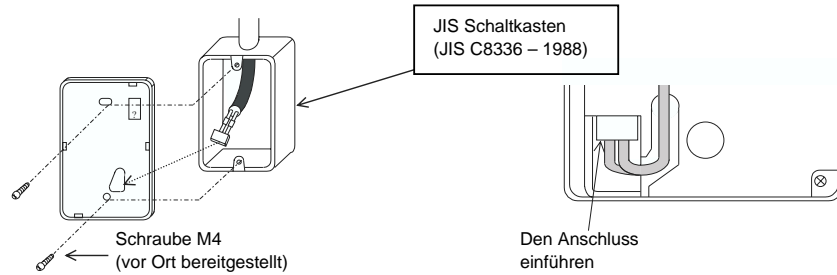 JIS Schaltkasten
(JIS C8336 – 1988)
?
Schraube M4
(vor Ort bereitgestellt)
Den Anschluss
einführen